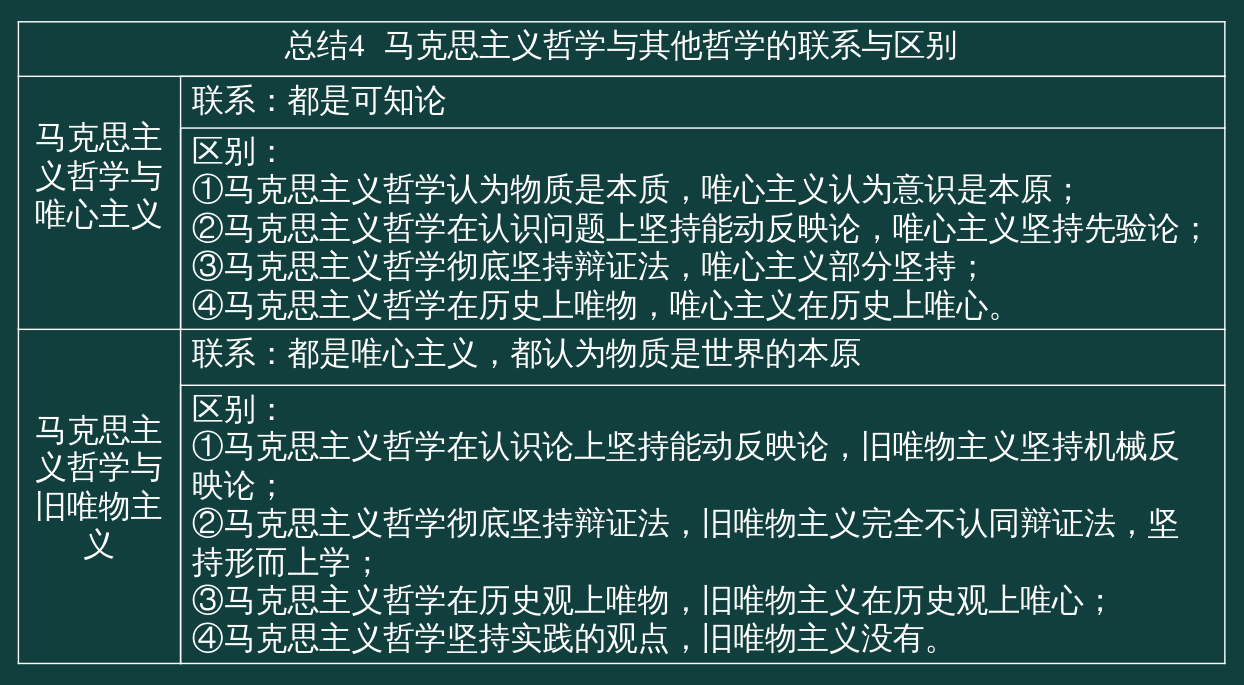 总结4 马克思主义哲学与其他哲学的联系与区别
马克思主
义哲学与
唯心主义
联系：都是可知论
区别：
①马克思主义哲学认为物质是本质，唯心主义认为意识是本原；
②马克思主义哲学在认识问题上坚持能动反映论，唯心主义坚持先验论；
③马克思主义哲学彻底坚持辩证法，唯心主义部分坚持；
④马克思主义哲学在历史上唯物，唯心主义在历史上唯心。
马克思主
义哲学与
旧唯物主
义
联系：都是唯心主义，都认为物质是世界的本原
区别：
①马克思主义哲学在认识论上坚持能动反映论，旧唯物主义坚持机械反
映论；
②马克思主义哲学彻底坚持辩证法，旧唯物主义完全不认同辩证法，坚
持形而上学；
③马克思主义哲学在历史观上唯物，旧唯物主义在历史观上唯心；
④马克思主义哲学坚持实践的观点，旧唯物主义没有。